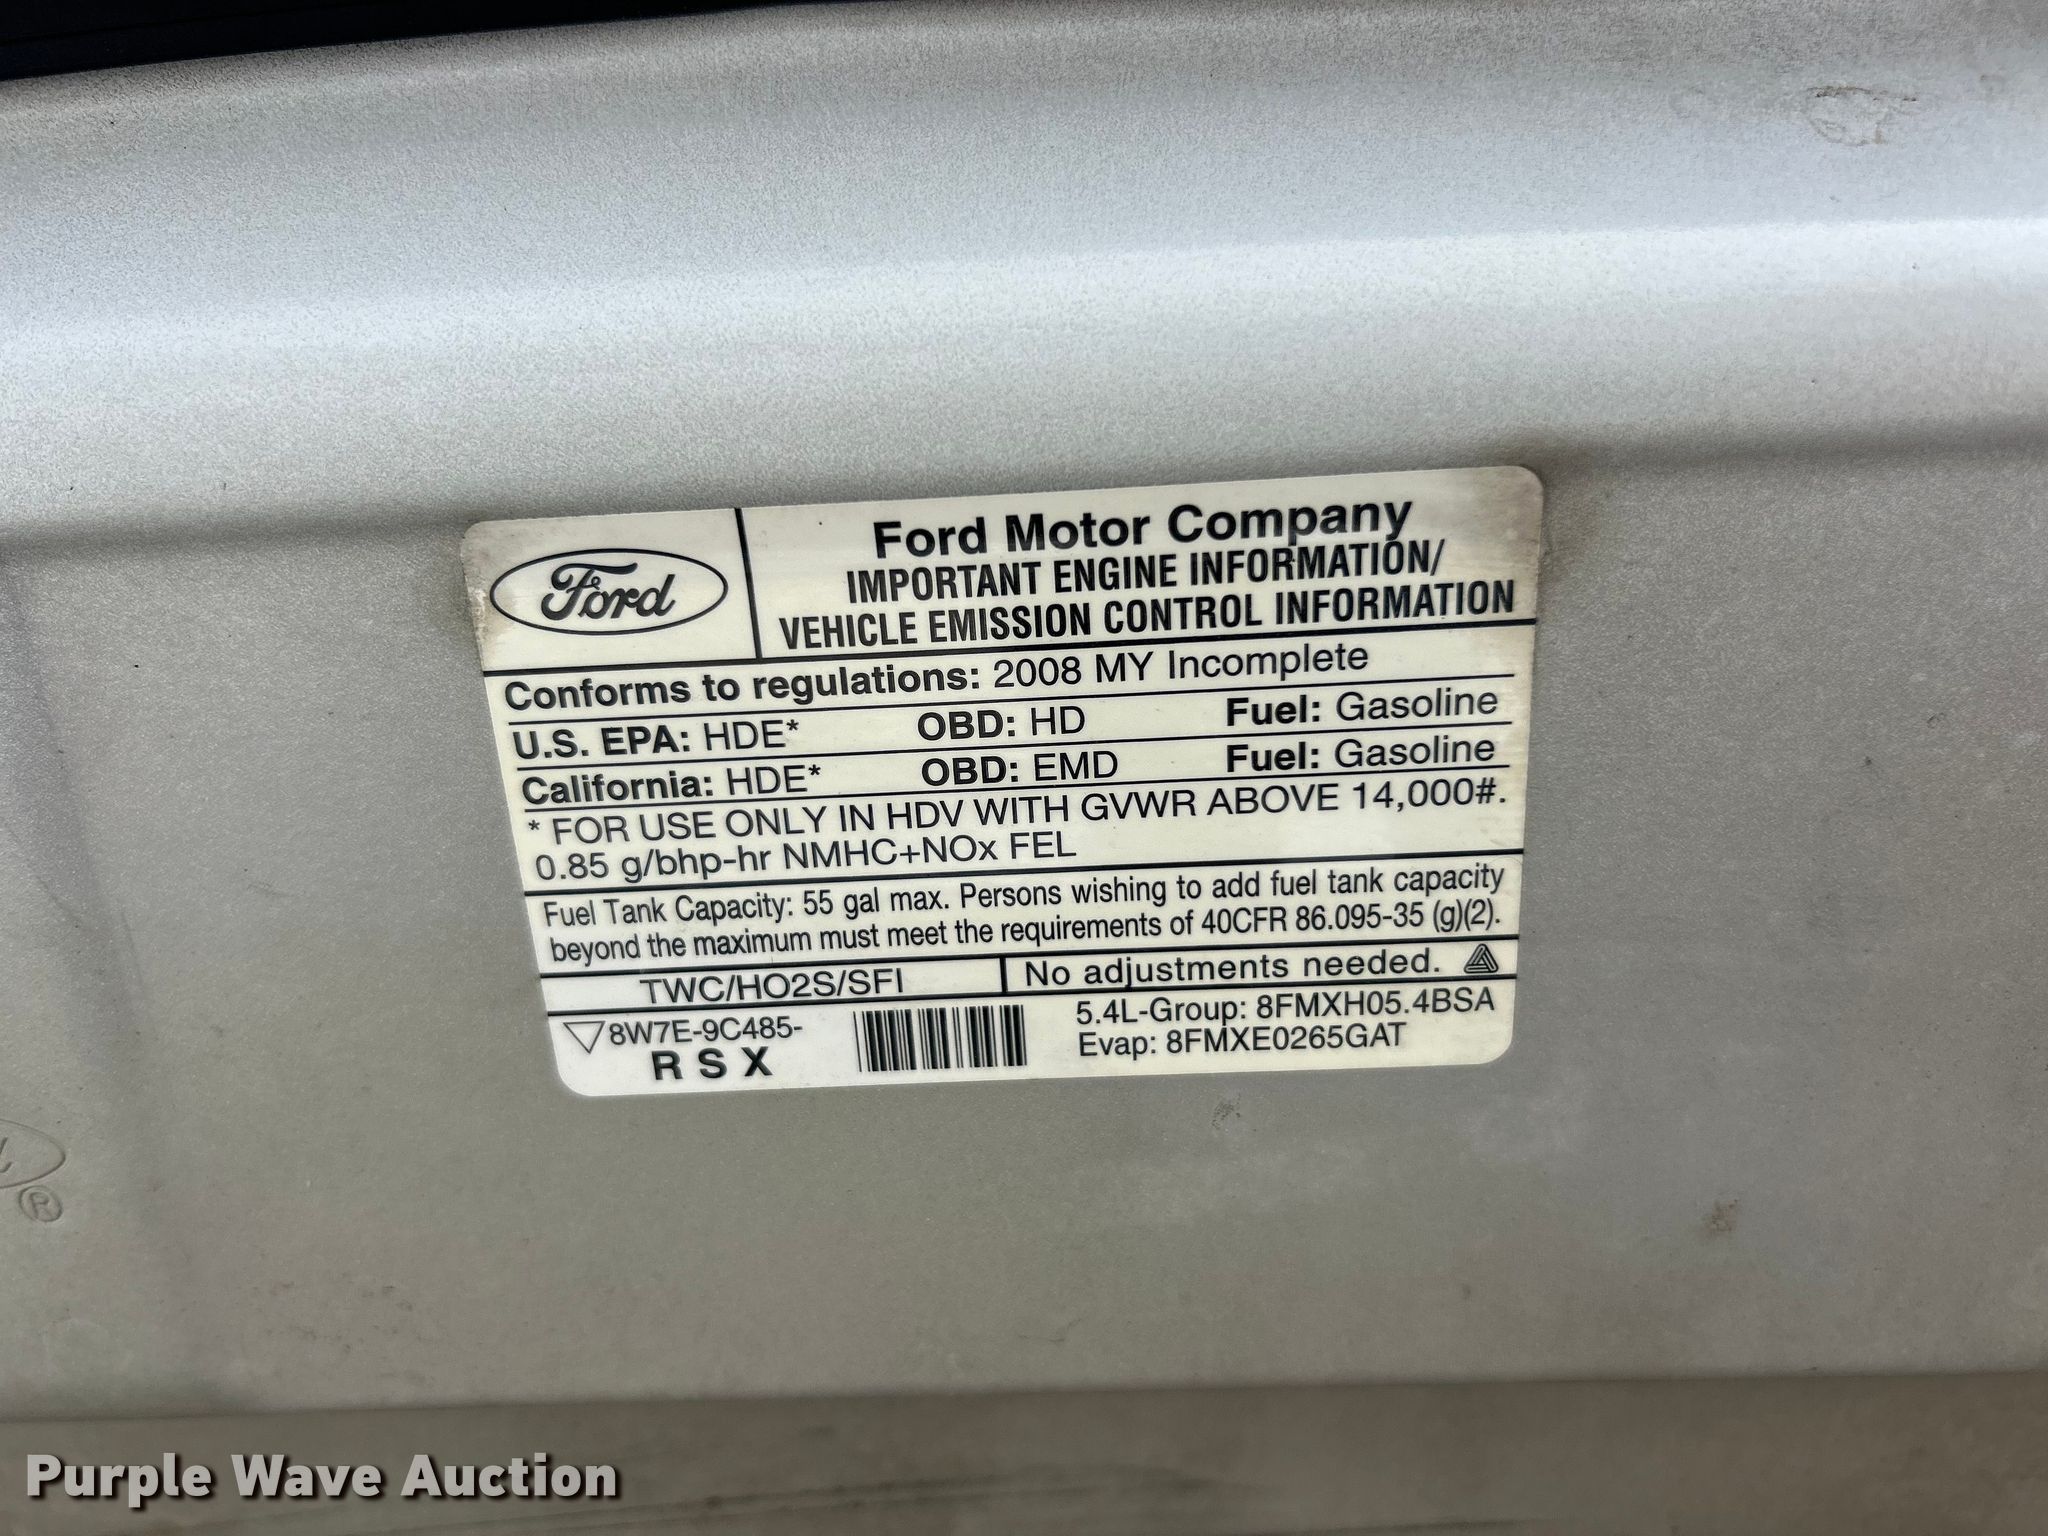 Ford
Ford Motor Company
IMPORTANT ENGINE INFORMATION/
VEHICLE EMISSION CONTROL INFORMATION
Conforms to regulations: 2008 MY Incomplete
U.S. EPA: HDE* OBD: HD Fuel: Gasoline
California: HDE* OBD: EMD Fuel: Gasoline
* FOR USE ONLY IN HDV WITH GVWR ABOVE 14,000#.
0.85 g/bhp-hr NMHC+NOx FEL
Fuel Tank Capacity: 55 gal max. Persons wishing to add fuel tank capacity
beyond the maximum must meet the requirements of 40CFR 86.095-35 (g)(2).
TWC/HO2S/SFI No adjustments needed.
8W7E-9C485- 5.4L-Group: 8FMXH05.4BSA
R S X Evap: 8FMXE0265GAT
®
Purple Wave Auction